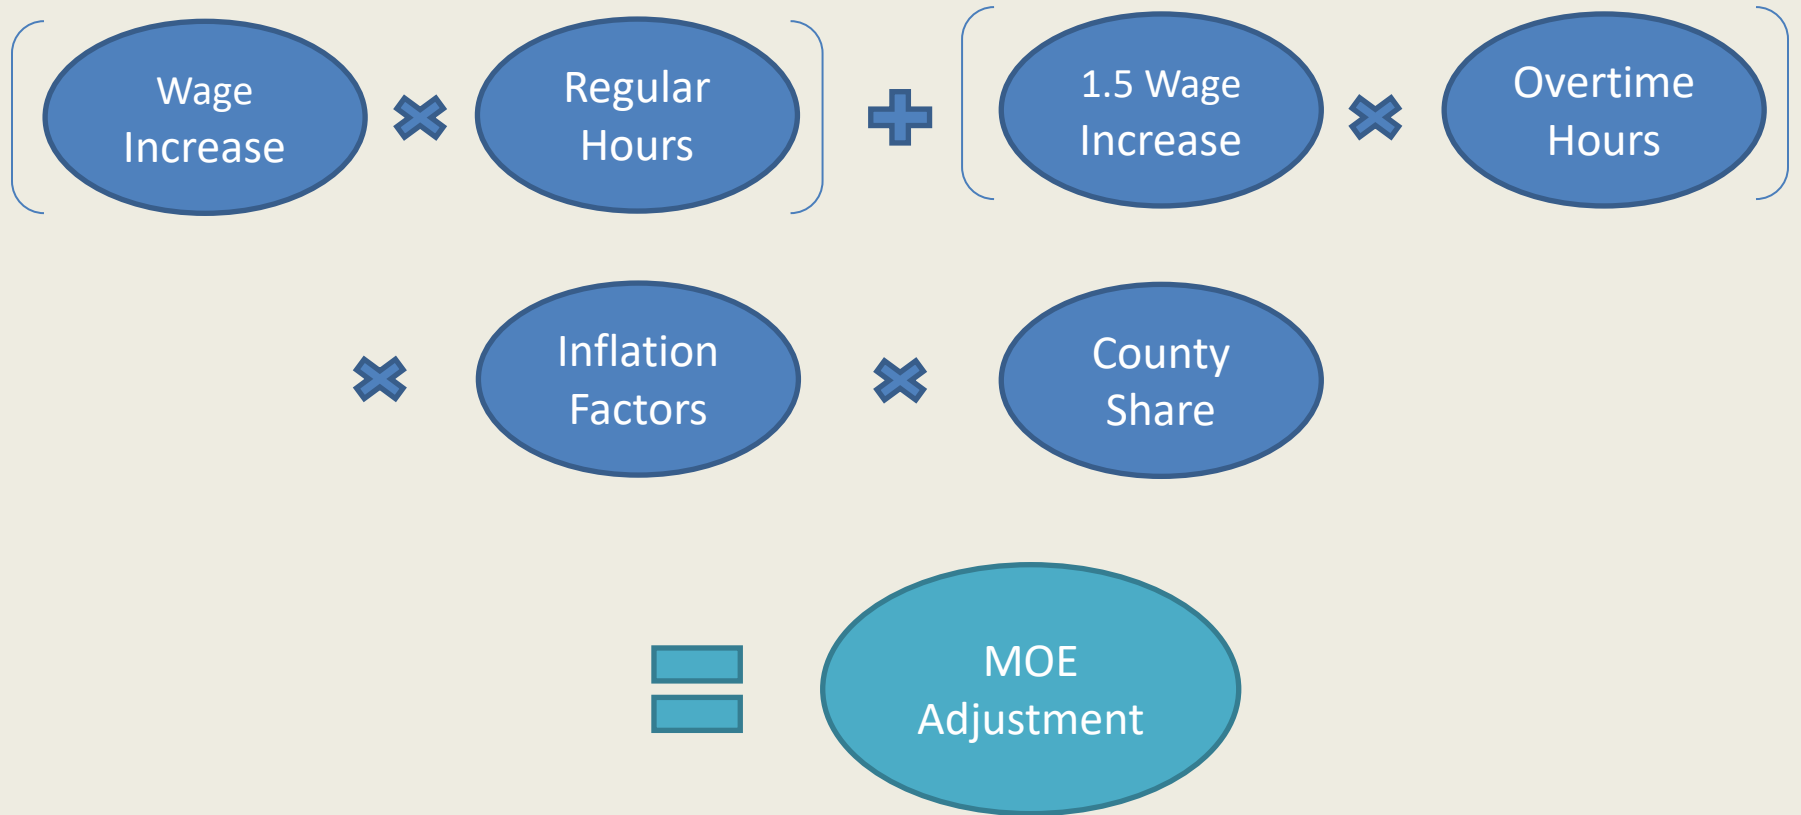 Wage
Increase
Regular
Hours
1.5 Wage
Increase
Overtime
Hours
Inflation
Factors
County
Share
MOE
Adjustment